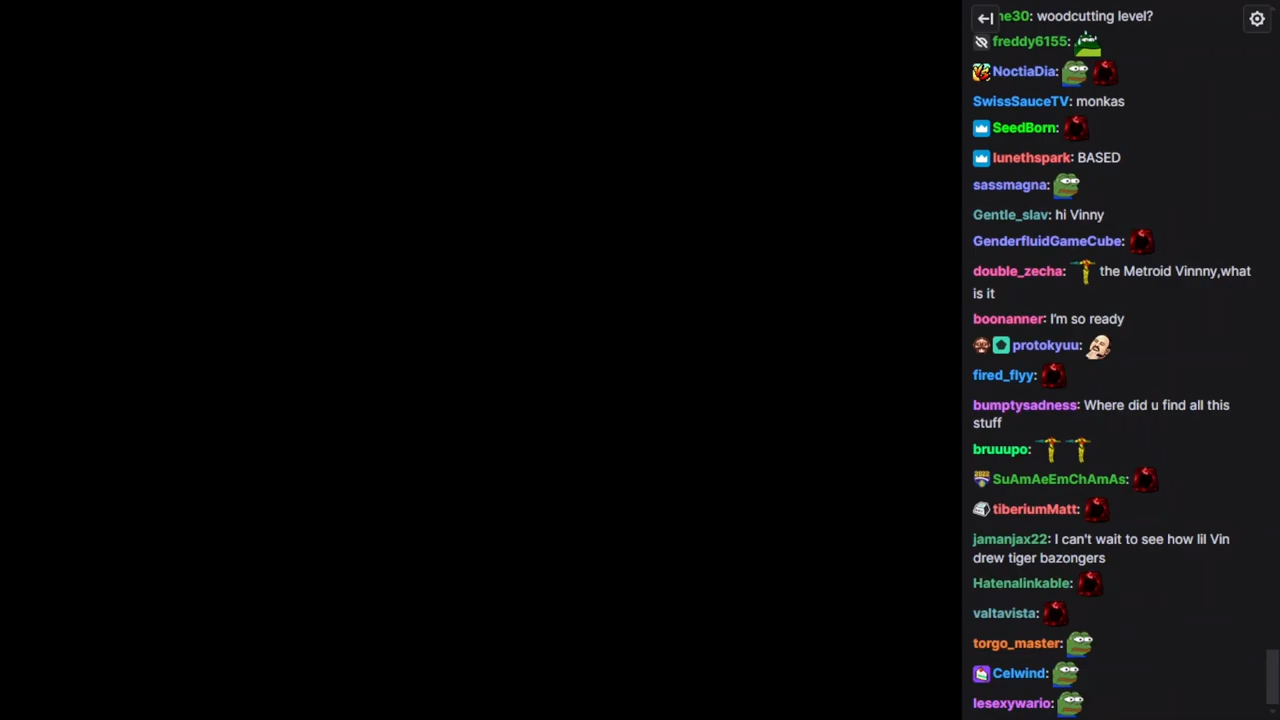 ne30: woodcutting level?
freddy6155:
NoctiaDia:
SwissSauceTV: monkas
SeedBorn:
lunethspark: BASED
sassmagna:
Gentle_slav: hi Vinny
GenderfluidGameCube:
double_zecha: the Metroid Vinnny,what
is it
boonanner: I'm so ready
protokyuu:
fired_flyy:
bumptysadness: Where did u find all this
stuff
bruuupo:
SuAmAeEmChAmAs:
tiberiumMatt:
jamanjax22: I can't wait to see how lil Vin
drew tiger bazongers
Hatenalinkable:
valtavista:
torgo_master:
Celwind:
lesexywario: